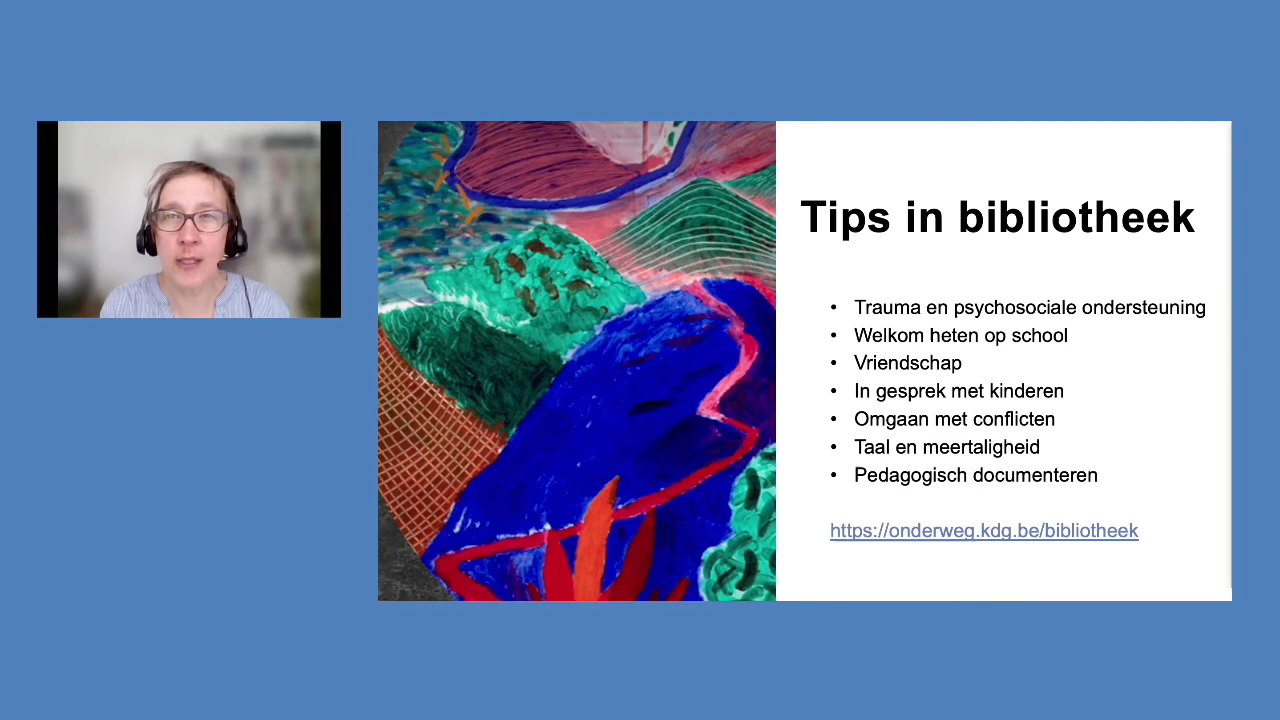 Tips in bibliotheek
• Trauma en psychosociale ondersteuning
• Welkom heten op school
• Vriendschap
• In gesprek met kinderen
• Omgaan met conflicten
• Taal en meertaligheid
• Pedagogisch documenteren
https://onderweg.kdg.be/bibliotheek